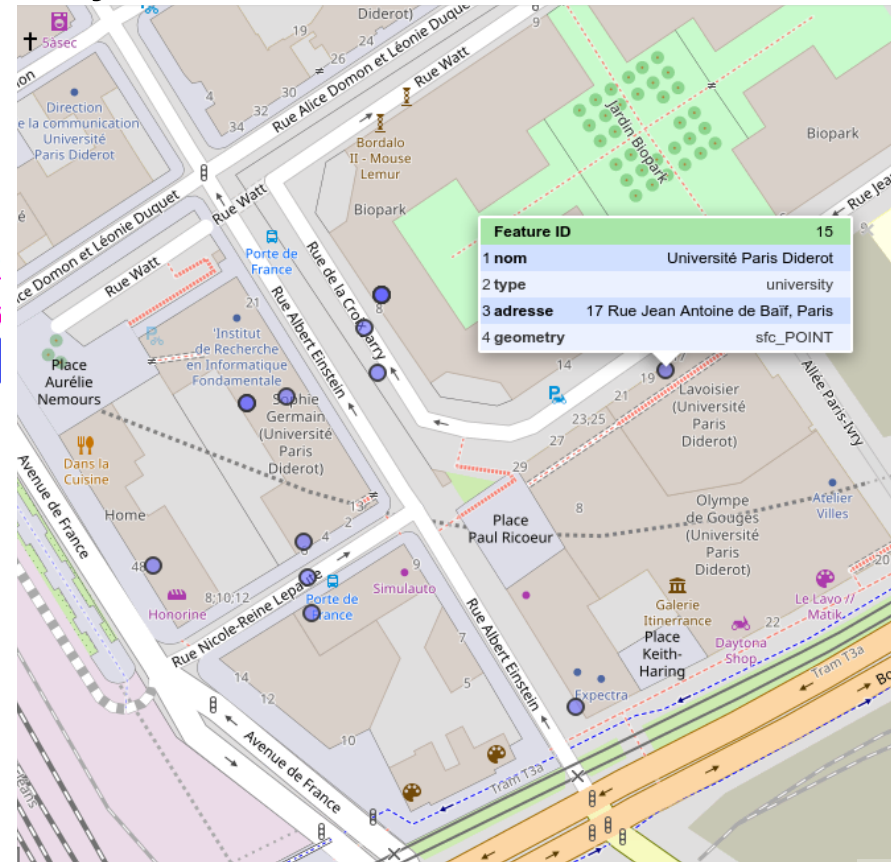 5àsec
Diderot)
19
24
26
9
6
ion
Direction
de la communication
Université
Paris Diderot
4
34
32
30
Rue Alice Domon et Léonie Duquet
Rue Watt
Bordalo
II - Mouse
Lemur
Biopark
Jardin Biopark
Biopark
Rue Jea
é
ce Domon et Léonie Duquet
Rue Watt
Porte de
France
Rue Watt
Feature ID 15
1 nom Université Paris Diderot
2 type university
3 adresse 17 Rue Jean Antoine de Baïf, Paris
4 geometry sfc_POINT
21
'Institut
de Recherche
en Informatique
Fondamentale
Rue Albert Einstein
8
14
19
21
23;25
27
29
Lavoisier
(Université
Paris
Diderot)
Allée Paris-Ivry
Place
Aurélie
Nemours
Sophie
Germain
(Université
Paris
Diderot)
Dans la
Cuisine
Avenue de France
Home
13
4
2
Place
Paul Ricoeur
8
Olympe
de Gouges
(Université
Paris
Diderot)
Atelier
Villes
48
Honorine
8;10;12
Rue Nicole-Reine Lepaute
Porte de
France
9
Simulauto
Galerie
Itinerrance
Le Lavo //
Matik
20
22
Place
Keith-
Haring
Daytona
Shop
7
5
Rue Albert Einstein
Expectra
Tram T3a
Bo
14
12
10
Avenue de France
Tram T3a